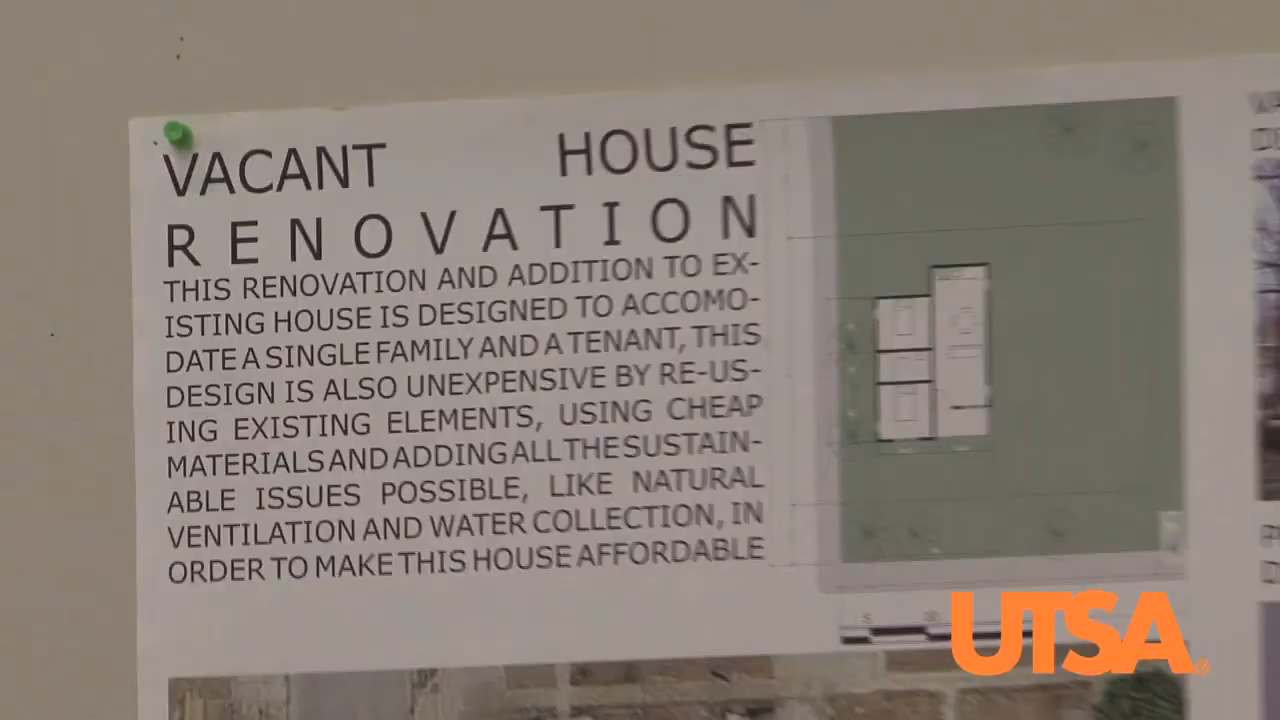 VACANT HOUSE
RENOVATION
THIS RENOVATION AND ADDITION TO EX-
ISTING HOUSE IS DESIGNED TO ACCOMO-
DATE A SINGLE FAMILY AND A TENANT, THIS
DESIGN IS ALSO UNEXPENSIVE BY RE-US-
ING EXISTING ELEMENTS, USING CHEAP
MATERIALS AND ADDING ALL THE SUSTAIN-
ABLE ISSUES POSSIBLE, LIKE NATURAL
VENTILATION AND WATER COLLECTION, IN
ORDER TO MAKE THIS HOUSE AFFORDABLE
UTSA